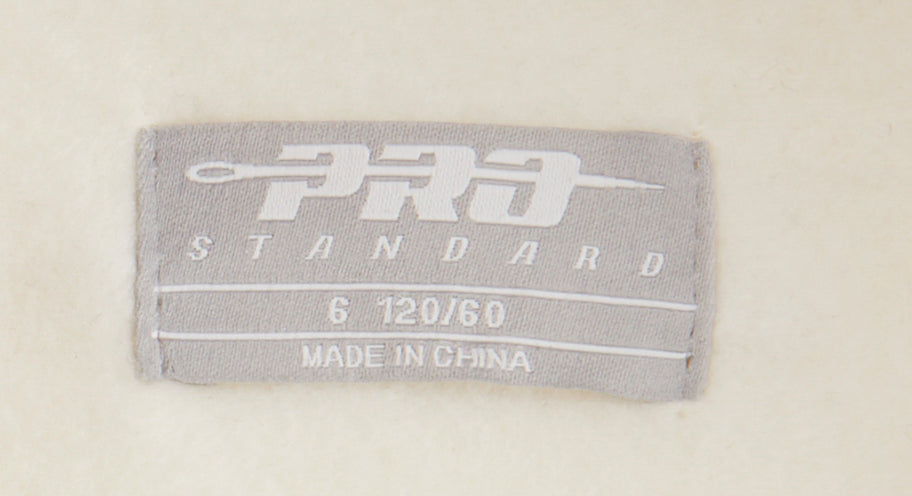 PRO
STANDARD
6 120/60
MADE IN CHINA